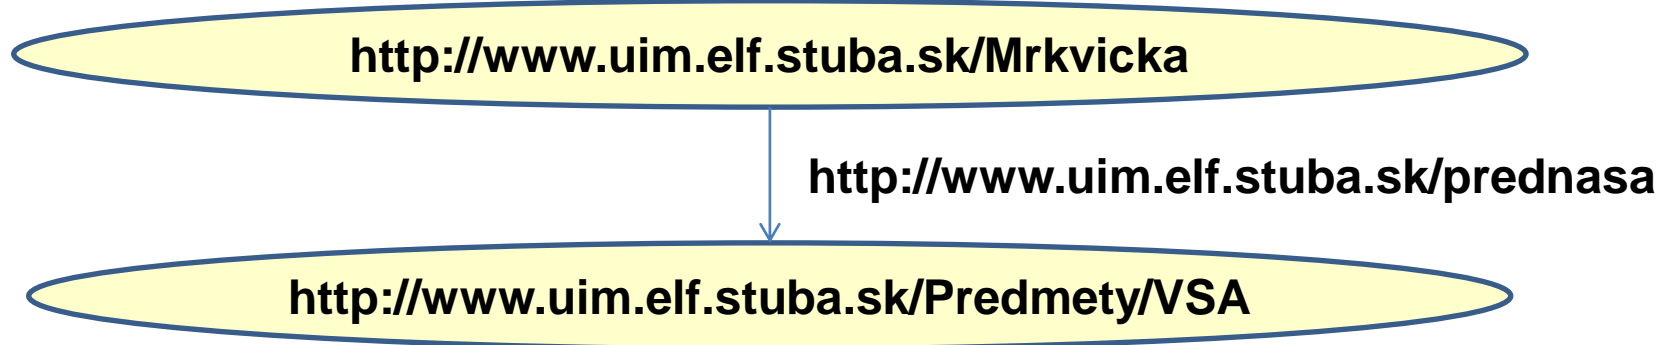 http://www.uim.elf.stuba.sk/Mrkvicka
http://www.uim.elf.stuba.sk/prednasa
http://www.uim.elf.stuba.sk/Predmety/VSA